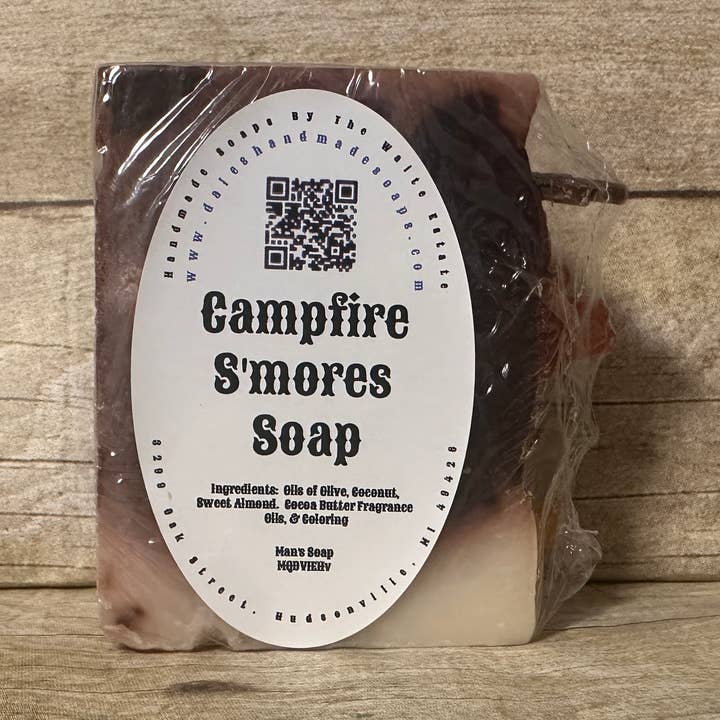 Handmade Soaps By The Waite Estate
www.daleshandmadesoaps.com
Campfire
S'mores
Soap
Ingredients: Oils of Olive, Coconut,
Sweet Almond. Cocoa Butter Fragrance
Oils, & Coloring
Man's Soap
MQDVIEHv
Oak Street. Hudsonville, MI 49426